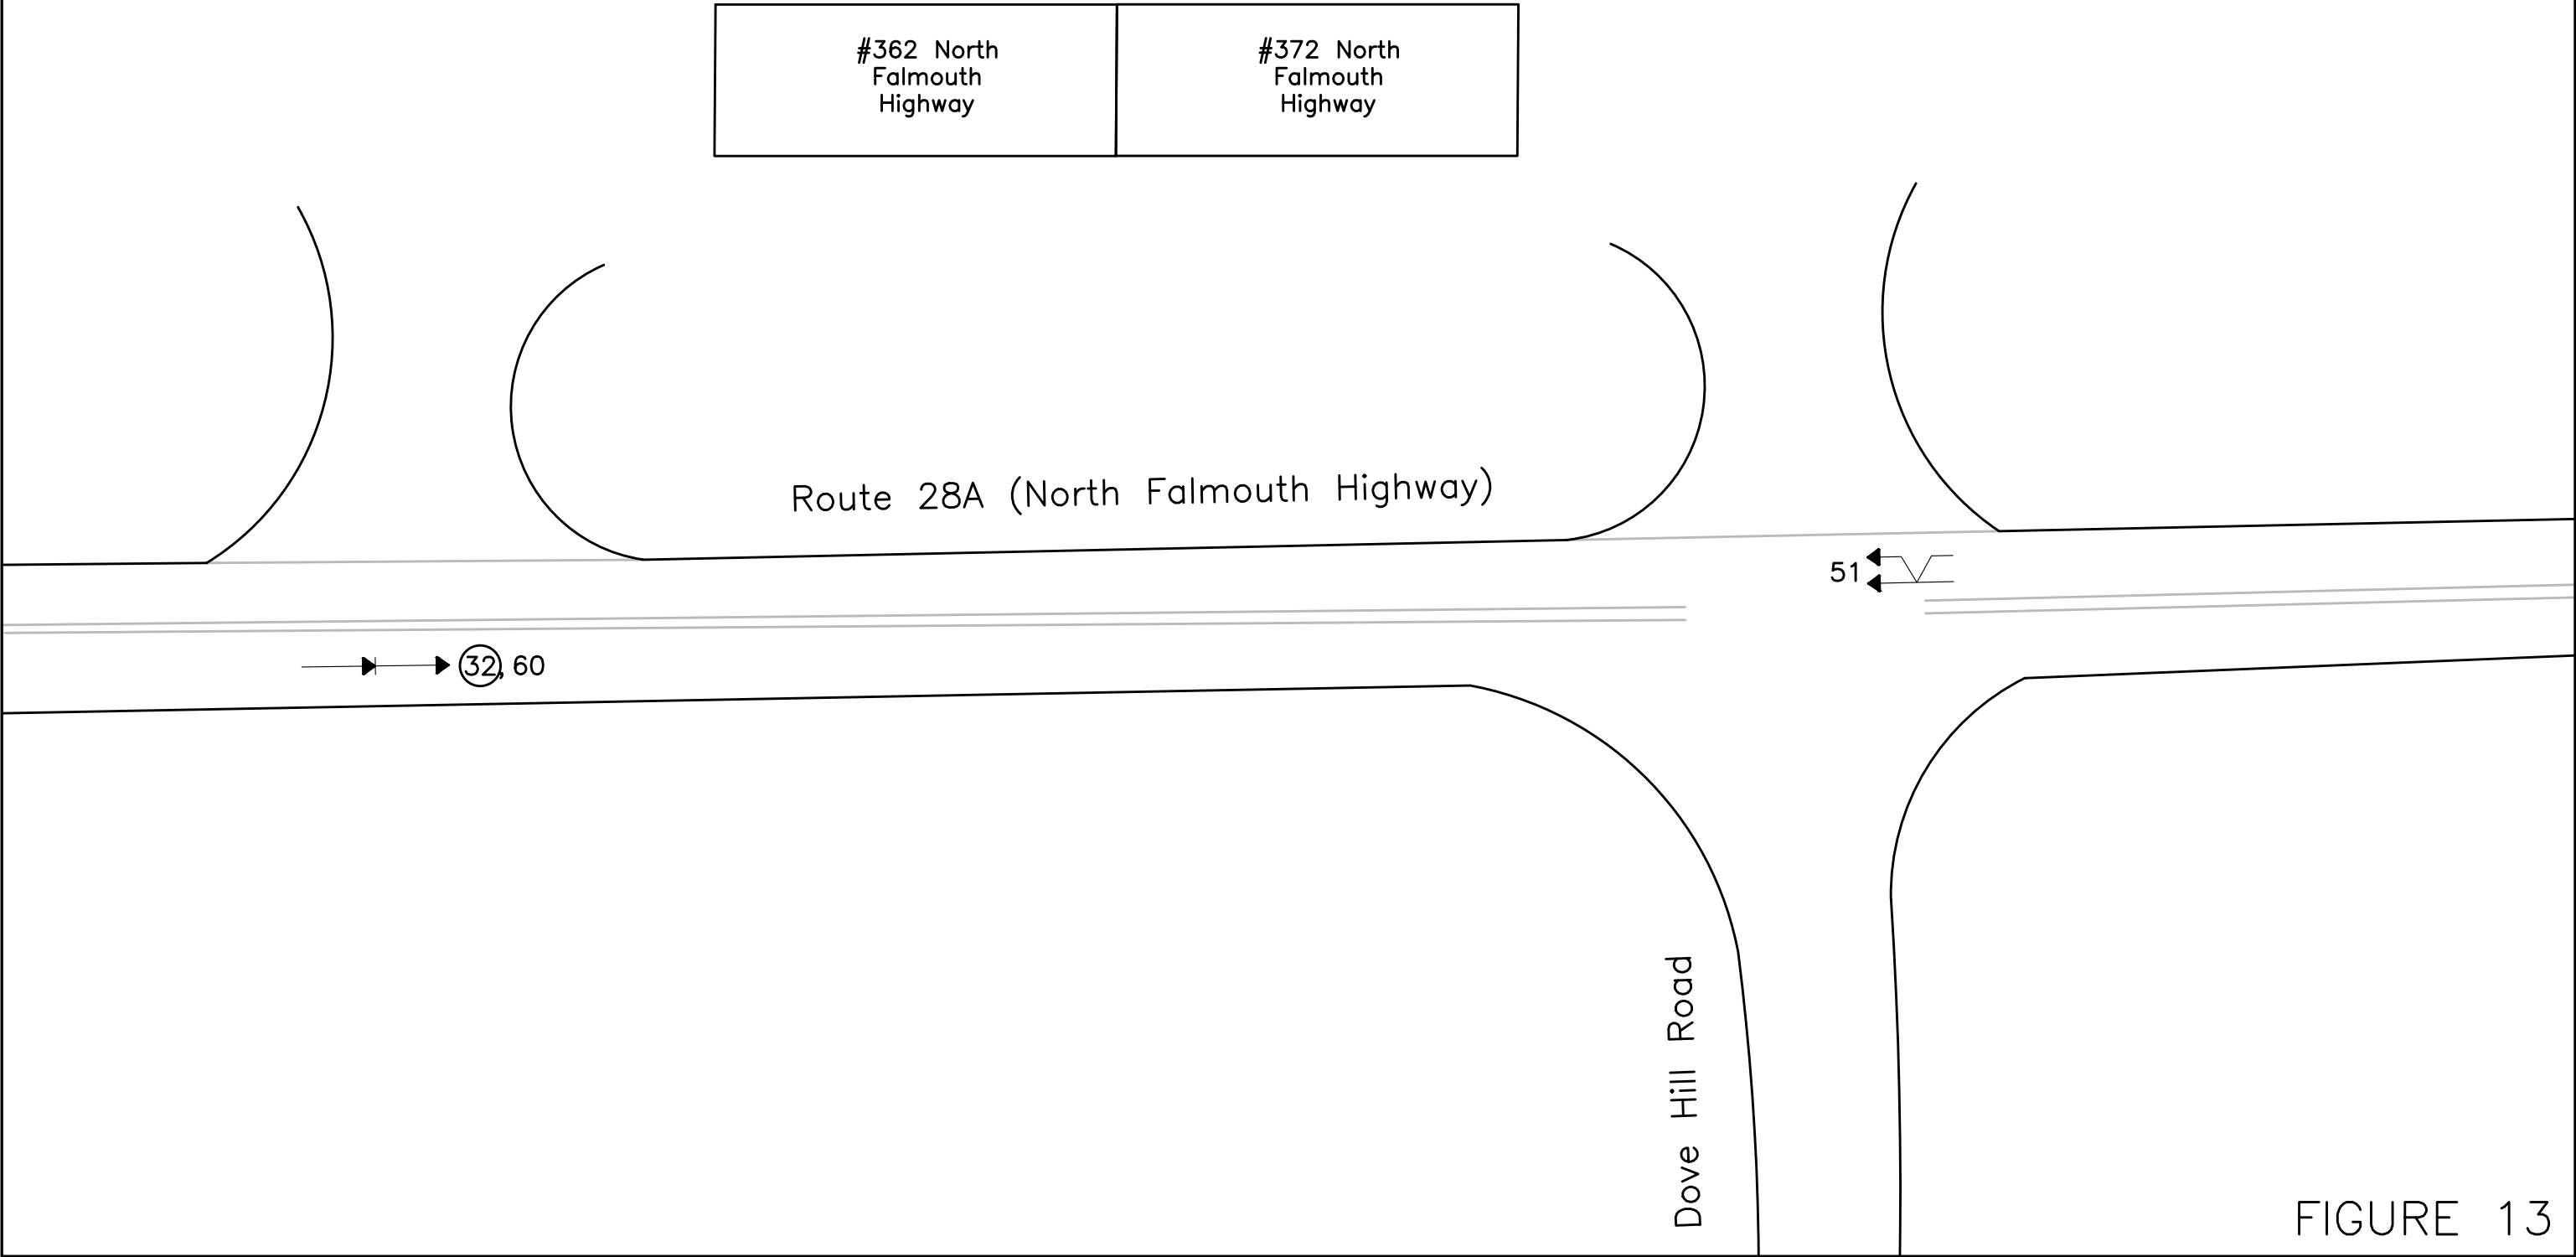 #362 North
Falmouth
Highway
#372 North
Falmouth
Highway
Route 28A (North Falmouth Highway)
51
32, 60
Dove Hill Road
FIGURE 13